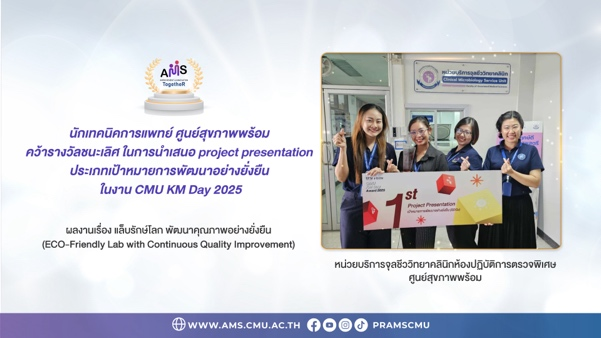 AMS
TogetheR
นักเทคนิคการแพทย์ ศูนย์สุขภาพพร้อม
คว้ารางวัลชนะเลิศ ในการนำเสนอ project presentation
ประเภทเป้าหมายการพัฒนาอย่างยั่งยืน
ในงาน CMU KM Day 2025
ผลงานเรื่อง แล็บรักษ์โลก พัฒนาคุณภาพอย่างยั่งยืน
(ECO-Friendly Lab with Continuous Quality Improvement)
หน่วยบริการจุลชีววิทยาคลินิก
Clinical Microbiology Service Unit
1st
Project Presentation
หน่วยบริการจุลชีววิทยาคลินิกห้องปฏิบัติการตรวจพิเศษ
ศูนย์สุขภาพพร้อม
WWW.AMS.CMU.AC.TH
PRAMSCMU